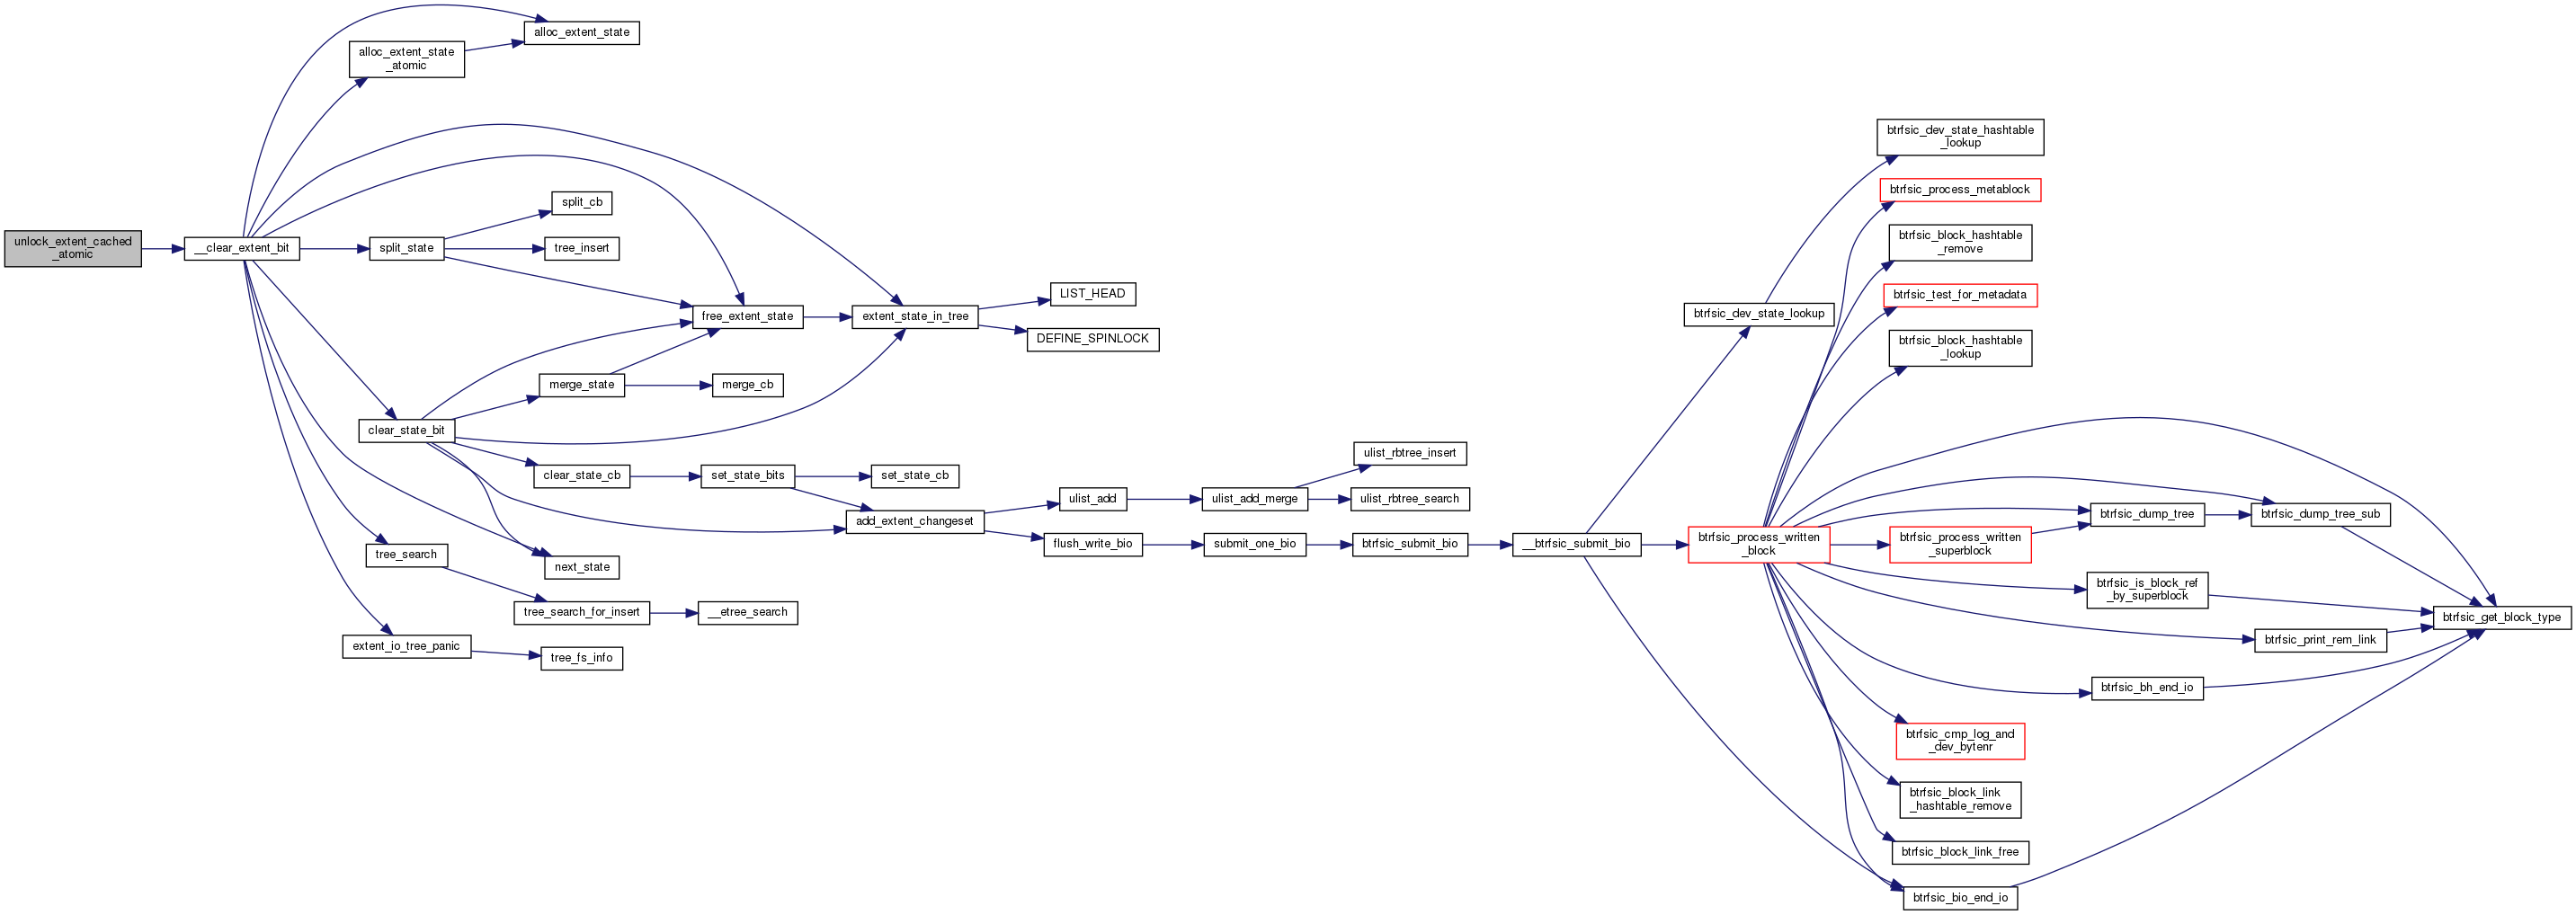 unlock_extent_cached
_atomic
__clear_extent_bit
alloc_extent_state
alloc_extent_state
_atomic
split_state
split_cb
tree_insert
free_extent_state
extent_state_in_tree
LIST_HEAD
DEFINE_SPINLOCK
merge_state
merge_cb
clear_state_bit
clear_state_cb
set_state_bits
set_state_cb
add_extent_changeset
ulist_add
ulist_add_merge
ulist_rbtree_insert
ulist_rbtree_search
flush_write_bio
submit_one_bio
btrfsic_submit_bio
__btrfsic_submit_bio
next_state
tree_search
tree_search_for_insert
__etree_search
extent_io_tree_panic
tree_fs_info
btrfsic_dev_state_lookup
btrfsic_dev_state_hashtable
_lookup
btrfsic_process_metablock
btrfsic_block_hashtable
_remove
btrfsic_test_for_metadata
btrfsic_block_hashtable
_lookup
btrfsic_process_written
_block
btrfsic_process_written
_superblock
btrfsic_dump_tree
btrfsic_dump_tree_sub
btrfsic_is_block_ref
_by_superblock
btrfsic_get_block_type
btrfsic_print_rem_link
btrfsic_bh_end_io
btrfsic_cmp_log_and
_dev_bytenr
btrfsic_block_link
_hashtable_remove
btrfsic_block_link_free
btrfsic_bio_end_io